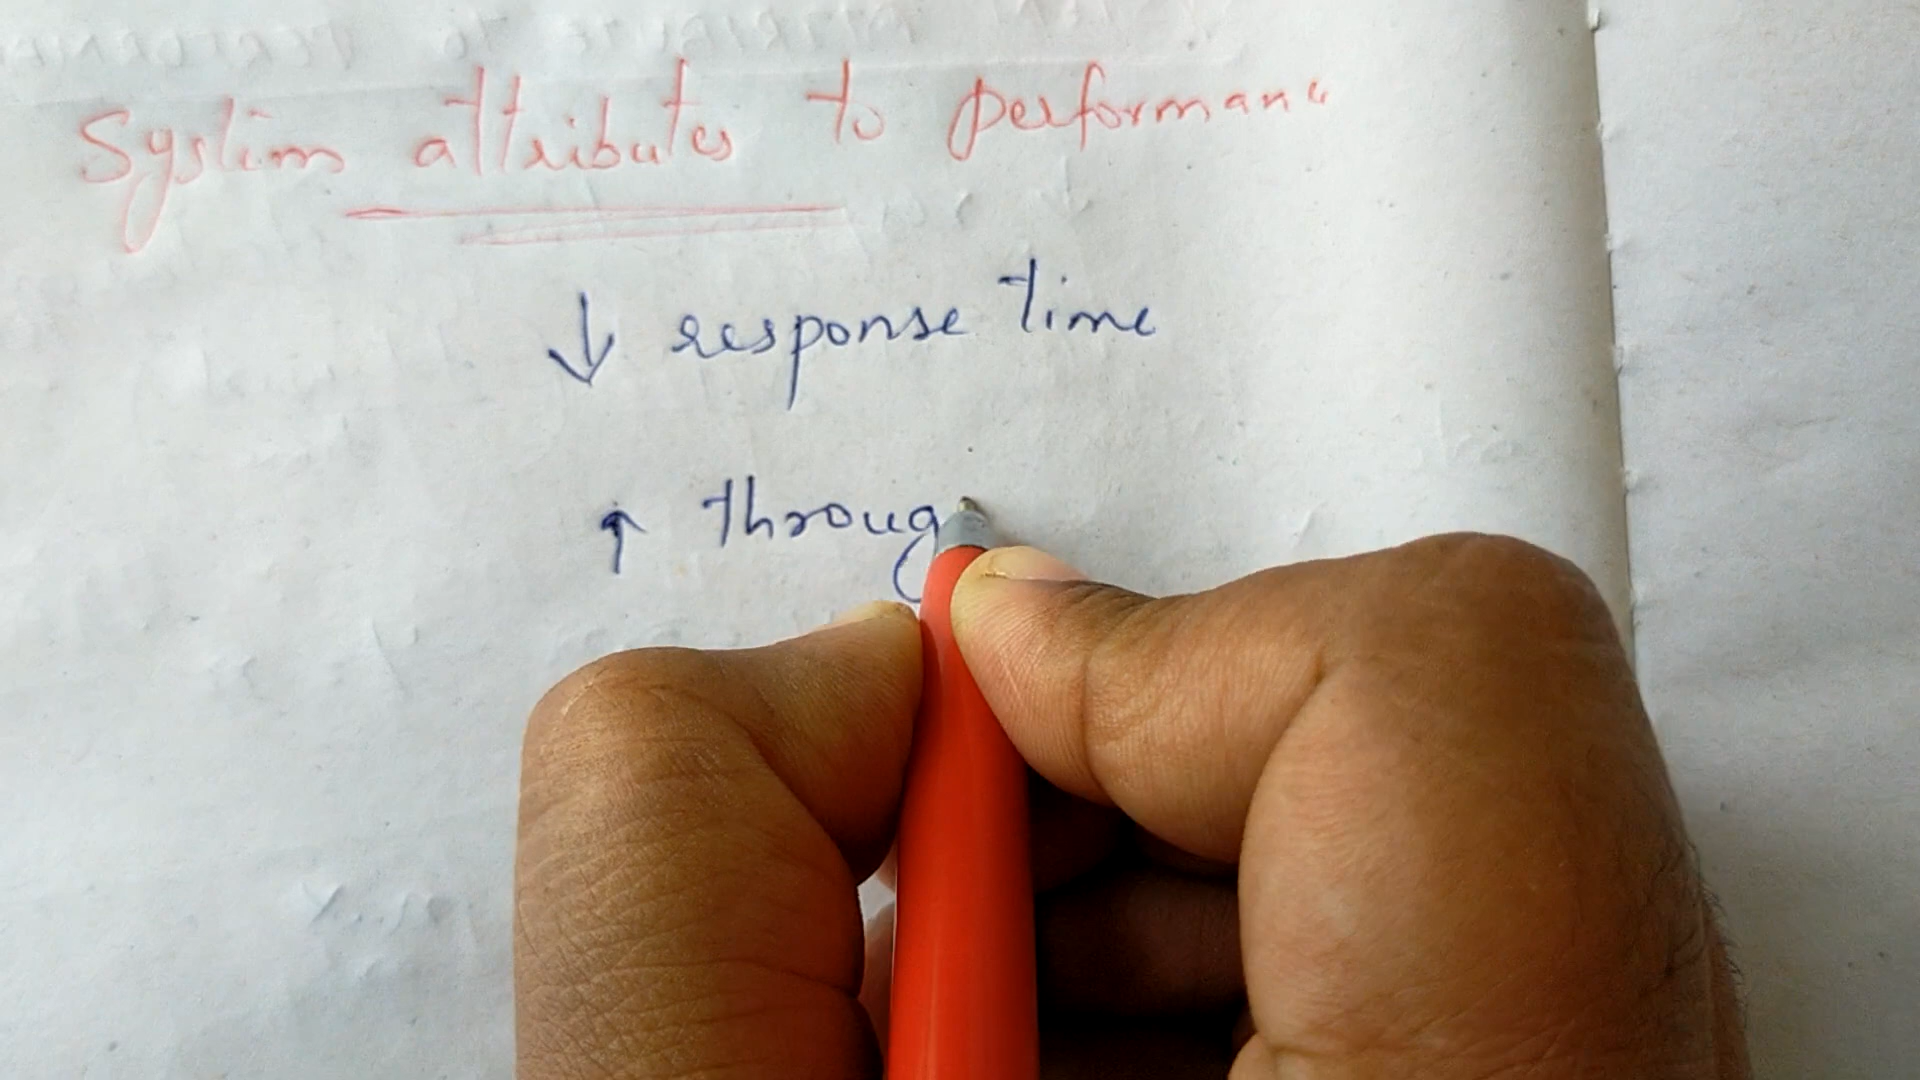 System attributes to performance
↓ response time
↑ throug